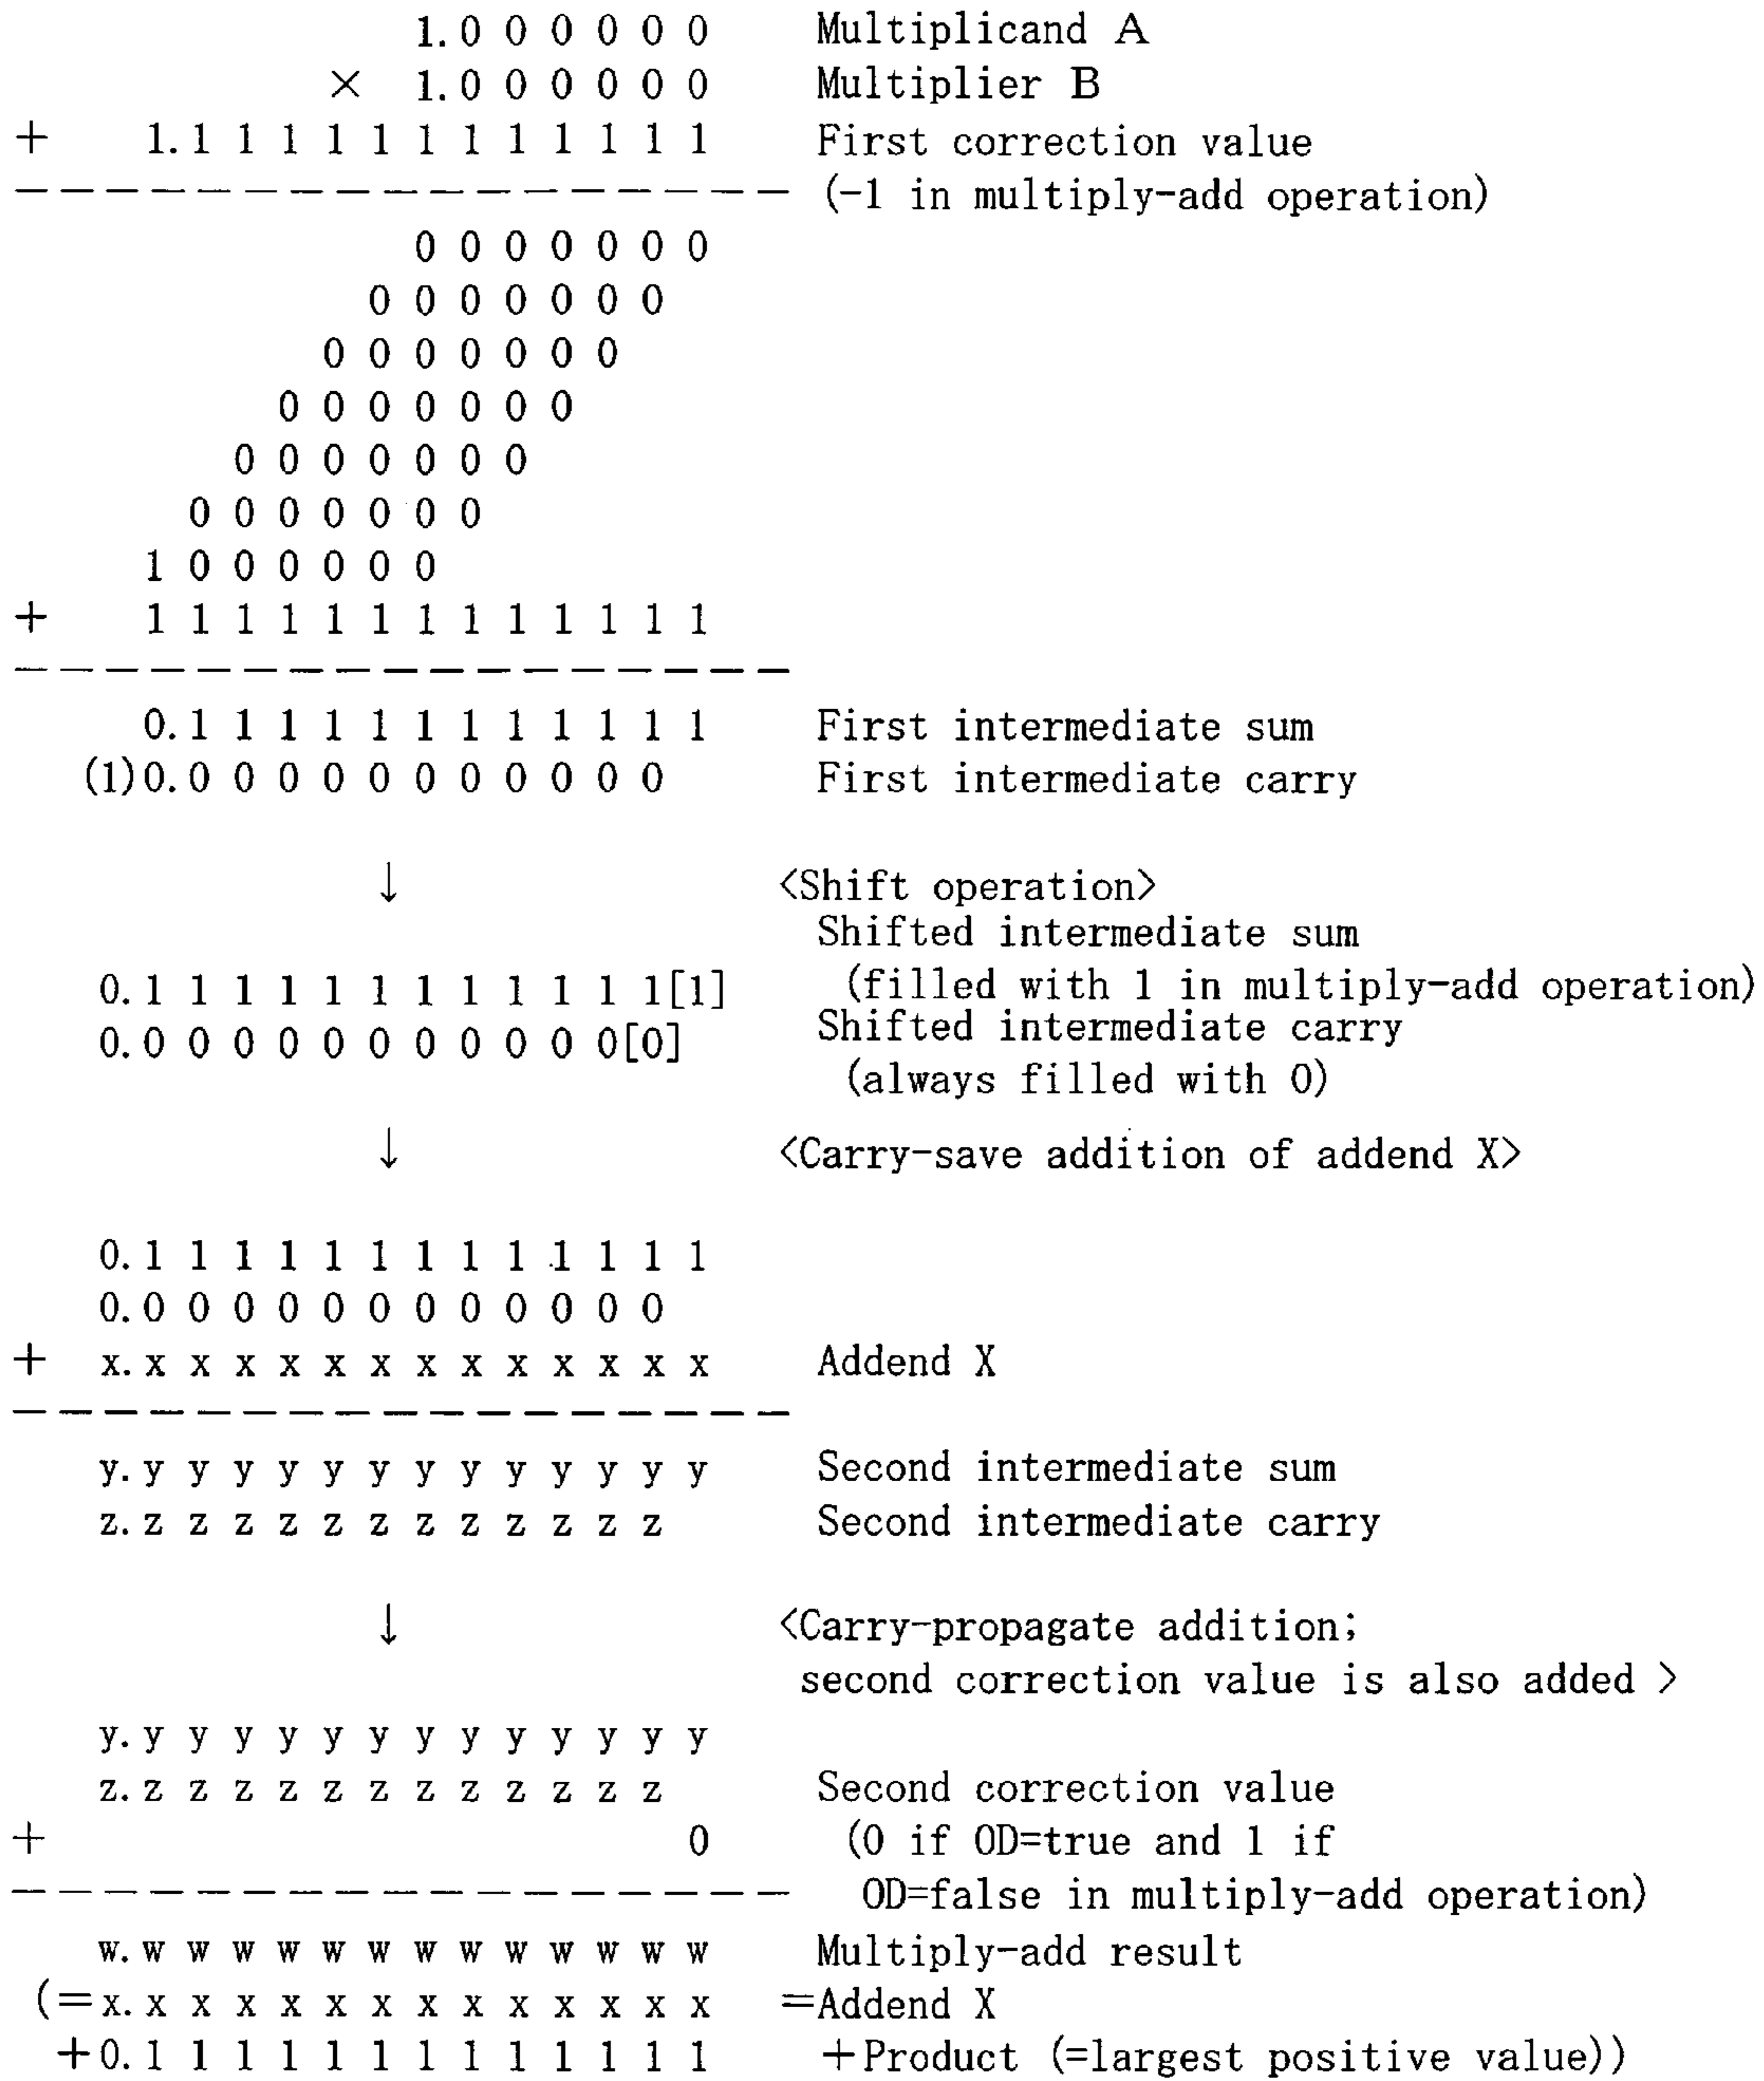 1.0 0 0 0 0 0 0 Multiplicand A
× 1.0 0 0 0 0 0 0 Multiplier B
+ 1.1 1 1 1 1 1 1 1 1 1 1 1 First correction value
(-1 in multiply-add operation)
0 0 0 0 0 0 0
0 0 0 0 0 0 0
0 0 0 0 0 0 0
0 0 0 0 0 0 0
0 0 0 0 0 0 0
0 0 0 0 0 0 0
1 0 0 0 0 0 0
+ 1 1 1 1 1 1 1 1 1 1 1 1 1
0.1 1 1 1 1 1 1 1 1 1 1 1 First intermediate sum
(1)0.0 0 0 0 0 0 0 0 0 0 0 First intermediate carry
↓ <Shift operation>
Shifted intermediate sum
0.1 1 1 1 1 1 1 1 1 1 1 1[1] (filled with 1 in multiply-add operation)
Shifted intermediate carry
0.0 0 0 0 0 0 0 0 0 0 0[0]
(always filled with 0)
↓ <Carry-save addition of addend X>
0.1 1 1 1 1 1 1 1 1 1 1 1 1
0.0 0 0 0 0 0 0 0 0 0 0 0
+ x.x x x x x x x x x x x x x Addend X
y.y y y y y y y y y y y y y Second intermediate sum
z.z z z z z z z z z z z z Second intermediate carry
↓ <Carry-propagate addition;
second correction value is also added >
y.y y y y y y y y y y y y y
z.z z z z z z z z z z z z Second correction value
+ 0 (0 if OD=true and 1 if
OD=false in multiply-add operation)
w.w w w w w w w w w w w w w Multiply-add result
(=x.x x x x x x x x x x x x x =Addend X
+0.1 1 1 1 1 1 1 1 1 1 1 1 1 +Product (=largest positive value))